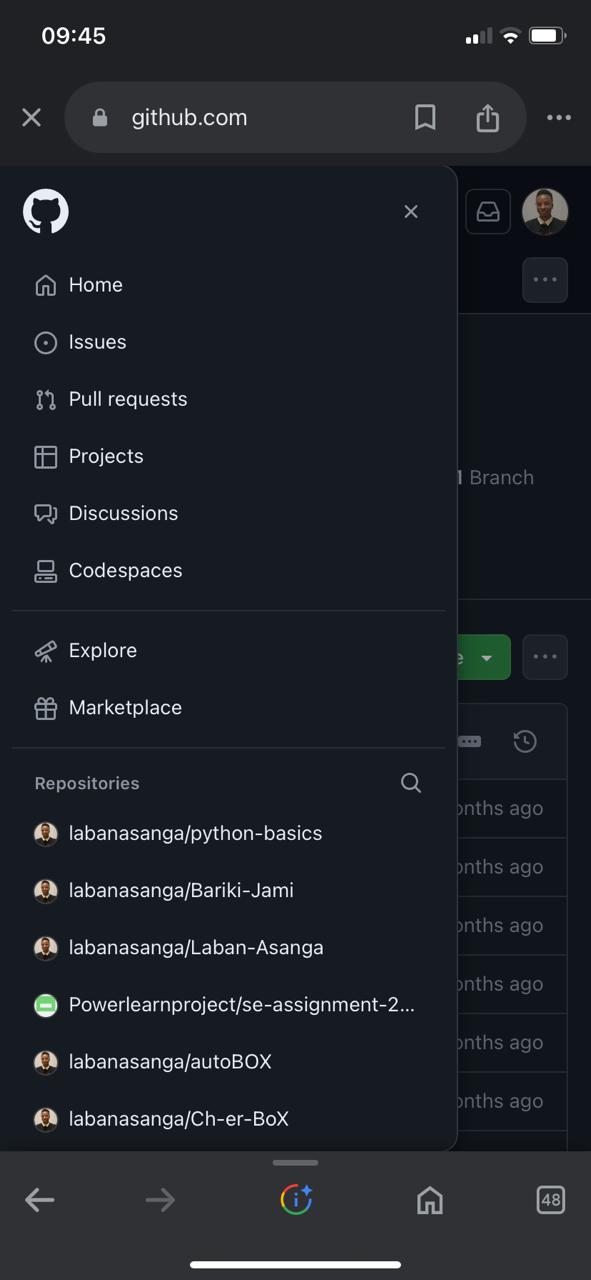 09:45
github.com
Home
Issues
Pull requests
Projects
Discussions
Codespaces
Explore
Marketplace
Repositories
labanasanga/python-basics
labanasanga/Bariki-Jami
labanasanga/Laban-Asanga
Powerlearnproject/se-assignment-2...
labanasanga/autoBOX
labanasanga/Ch-er-BoX
1 Branch
e
onths ago
onths ago
onths ago
onths ago
onths ago
onths ago
48